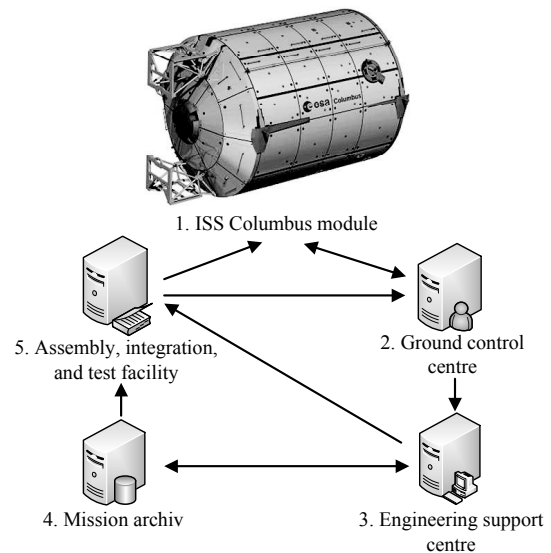 esa Columbus
1. ISS Columbus module
5. Assembly, integration,
and test facility
2. Ground control
centre
4. Mission archiv
3. Engineering support
centre